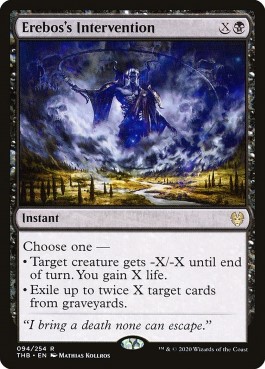 Erebos's Intervention X
Instant
Choose one —
• Target creature gets -X/-X until end
of turn. You gain X life.
• Exile up to twice X target cards
from graveyards.
"I bring a death none can escape."
094/254 R
THB • EN Mathias Kollros
™ & © 2020 Wizards of the Coast